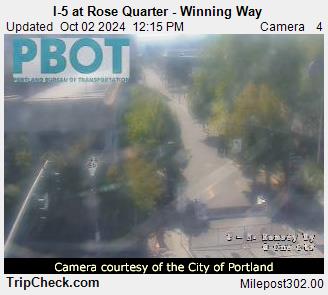 I-5 at Rose Quarter - Winning Way
Updated Oct 02 2024 12:15 PM Camera 4
PBOT
PORTLAND BUREAU OF TRANSPORTATION
Camera courtesy of the City of Portland
TripCheck.com Milepost302.00